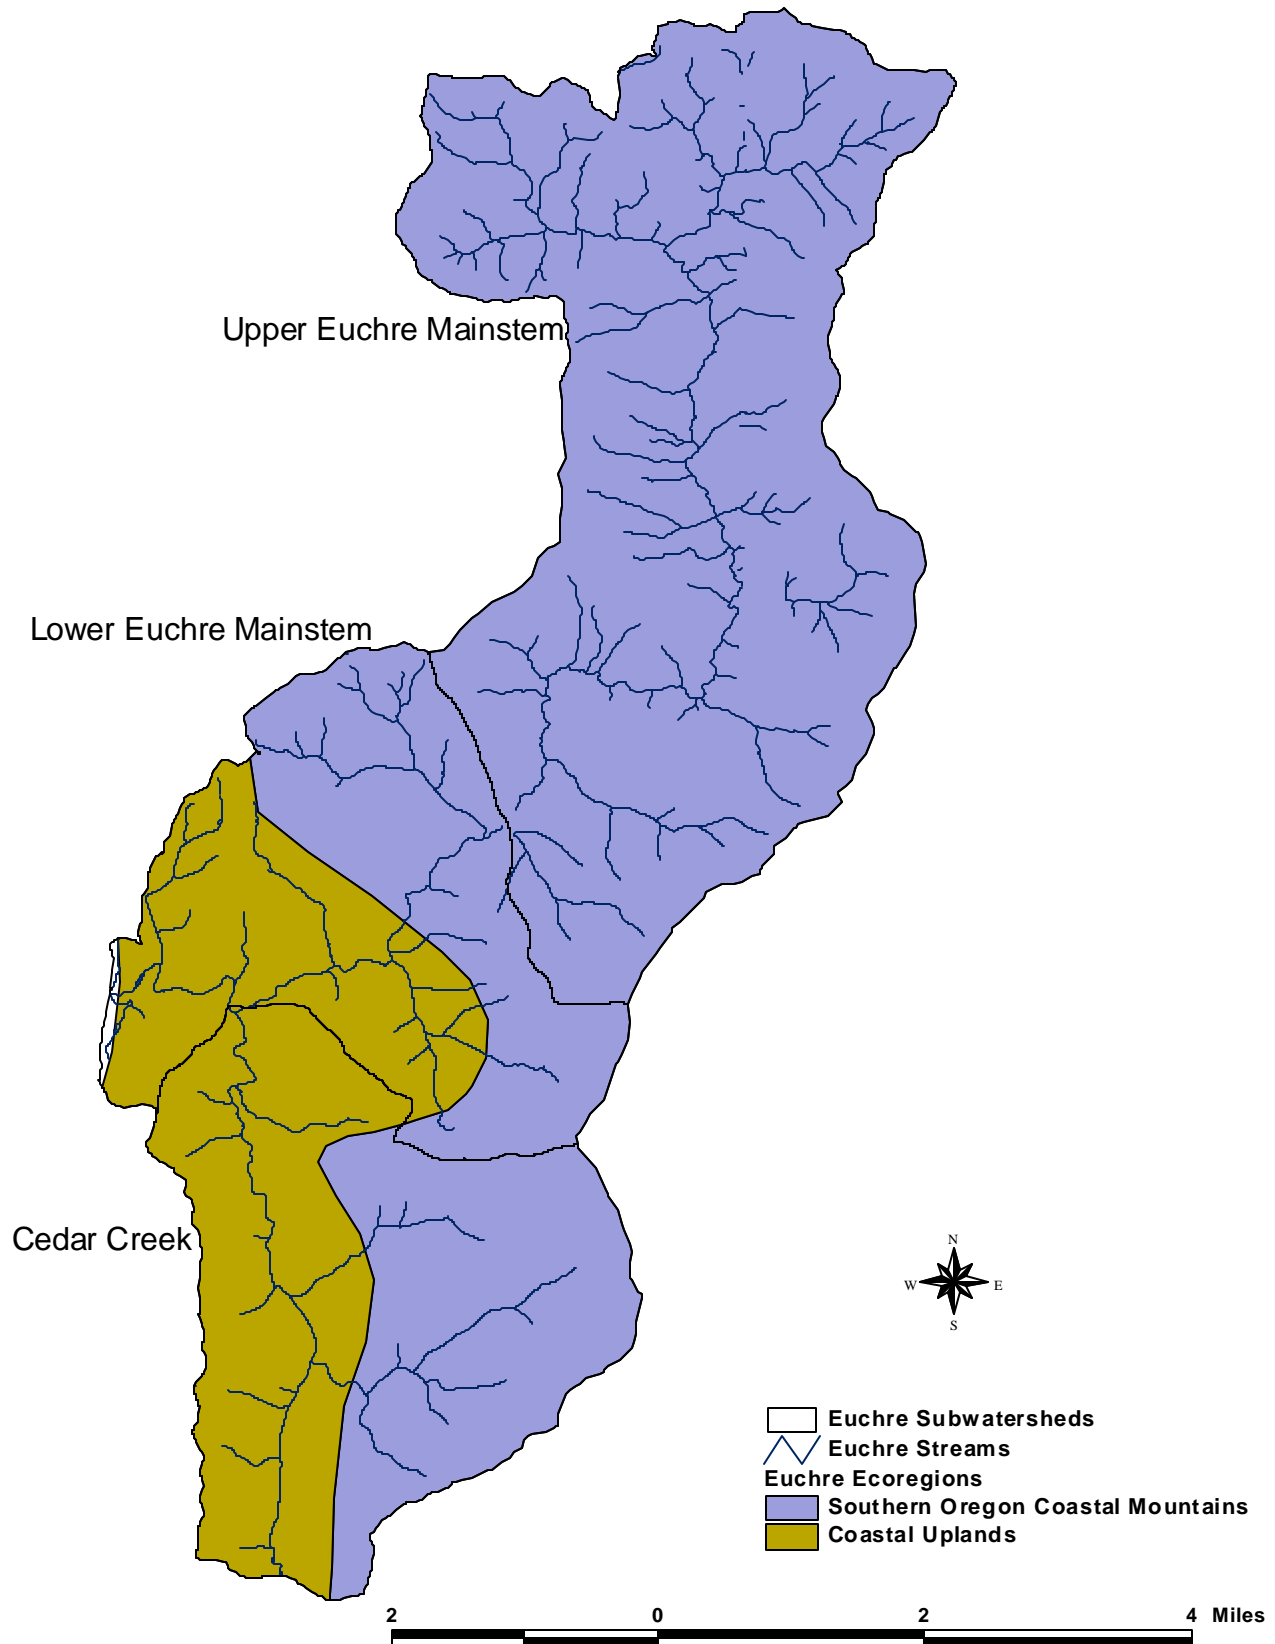 Upper Euchre Mainstem
Lower Euchre Mainstem
Cedar Creek
N
W E
S
Euchre Subwatersheds
Euchre Streams
Euchre Ecoregions
Southern Oregon Coastal Mountains
Coastal Uplands
2 0 2 4 Miles